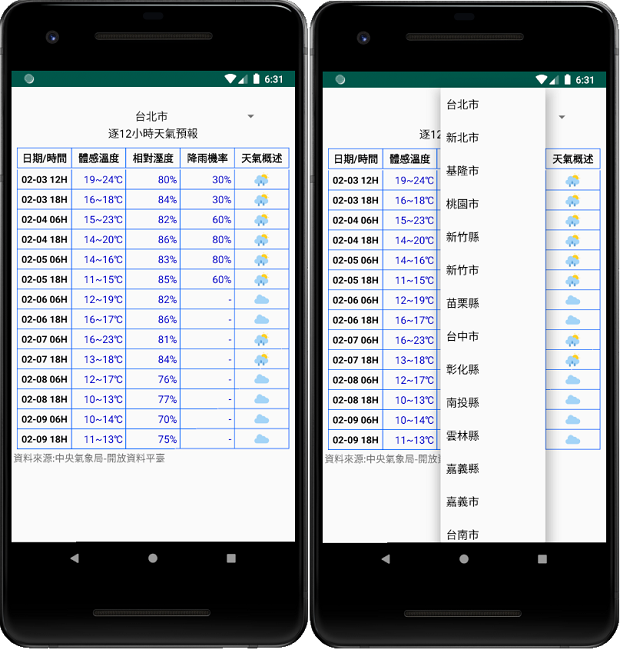 6:31
台北市
逐12小時天氣預報
日期/時間 體感溫度 相對溼度 降雨機率 天氣概述
02-03 12H 19~24℃ 80% 30%
02-03 18H 16~18℃ 84% 30%
02-04 06H 15~23℃ 82% 60%
02-04 18H 14~20℃ 86% 80%
02-05 06H 14~16℃ 83% 80%
02-05 18H 11~15℃ 85% 60%
02-06 06H 12~19℃ 82% -
02-06 18H 16~17℃ 86% -
02-07 06H 16~23℃ 81% -
02-07 18H 13~18℃ 84% -
02-08 06H 12~17℃ 76% -
02-08 18H 10~13℃ 77% -
02-09 06H 10~14℃ 70% -
02-09 18H 11~13℃ 75% -
資料來源:中央氣象局-開放資料平臺
6:31
逐12
日期/時間 體感溫度 天氣概述
02-03 12H 19~24℃
02-03 18H 16~18℃
02-04 06H 15~23℃
02-04 18H 14~20℃
02-05 06H 14~16℃
02-05 18H 11~15℃
02-06 06H 12~19℃
02-06 18H 16~17℃
02-07 06H 16~23℃
02-07 18H 13~18℃
02-08 06H 12~17℃
02-08 18H 10~13℃
02-09 06H 10~14℃
02-09 18H 11~13℃
資料來源:中央氣象局-開放資料
台北市
新北市
基隆市
桃園市
新竹縣
新竹市
苗栗縣
台中市
彰化縣
南投縣
雲林縣
嘉義縣
嘉義市
台南市